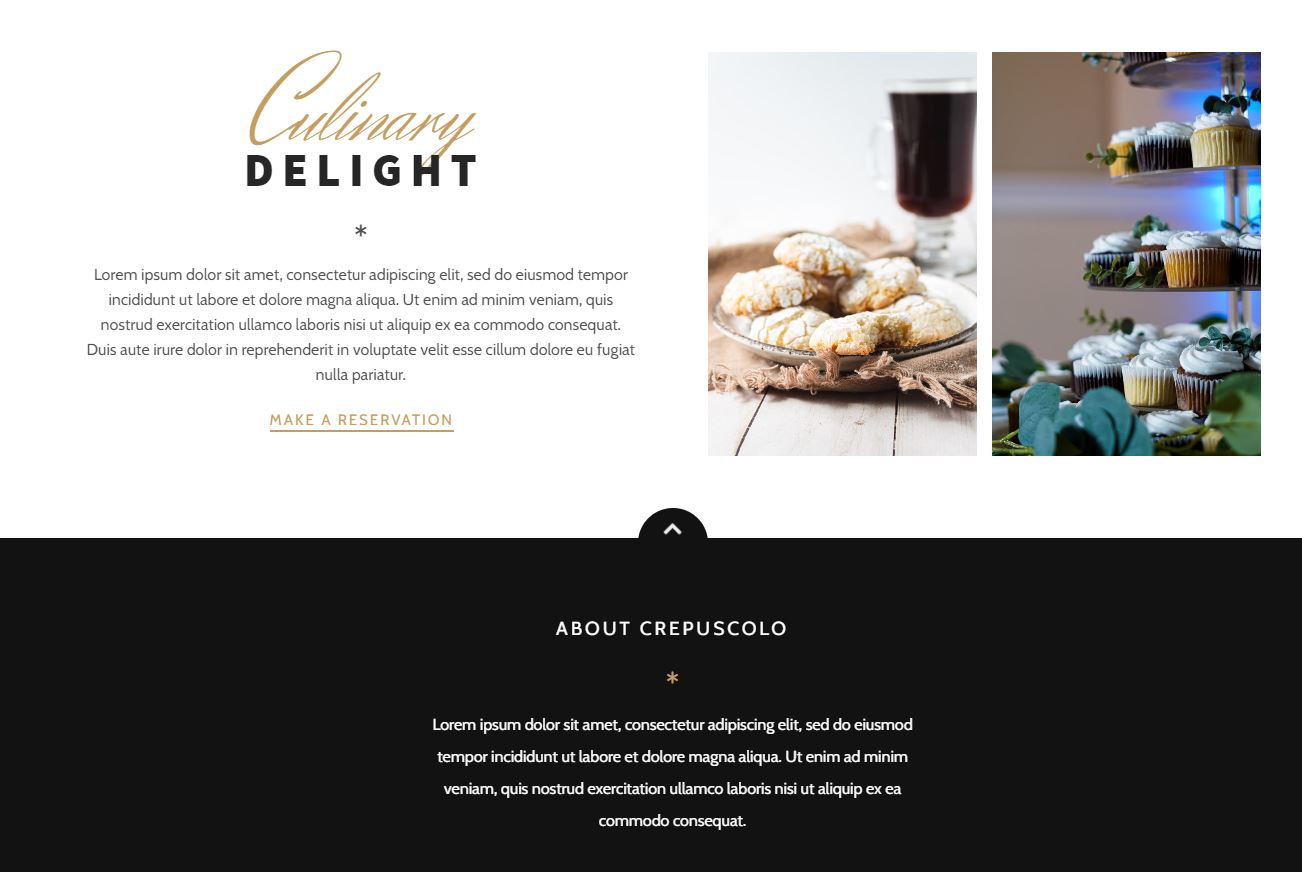 Culinary
DELIGHT
*
Lorem ipsum dolor sit amet, consectetur adipiscing elit, sed do eiusmod tempor
incididunt ut labore et dolore magna aliqua. Ut enim ad minim veniam, quis
nostrud exercitation ullamco laboris nisi ut aliquip ex ea commodo consequat.
Duis aute irure dolor in reprehenderit in voluptate velit esse cillum dolore eu fugiat
nulla pariatur.
MAKE A RESERVATION
ABOUT CREPUSCOLO
*
Lorem ipsum dolor sit amet, consectetur adipiscing elit, sed do eiusmod
tempor incididunt ut labore et dolore magna aliqua. Ut enim ad minim
veniam, quis nostrud exercitation ullamco laboris nisi ut aliquip ex ea
commodo consequat.